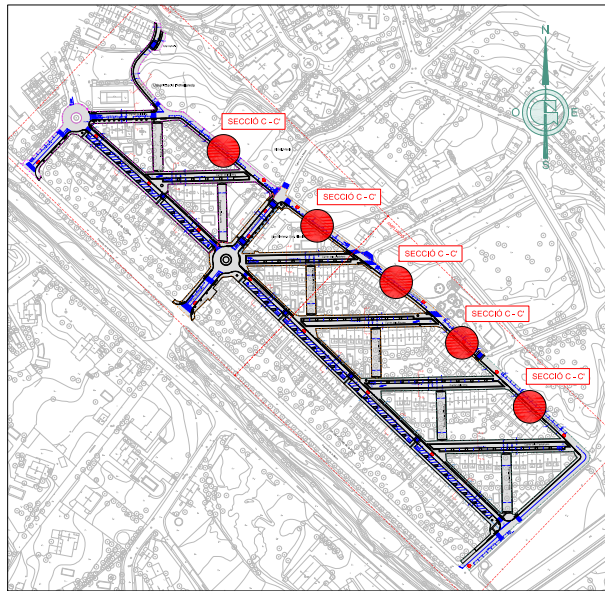 N
O
E
S
SECCIÓ C - C'
SECCIÓ C - C'
SECCIÓ C - C'
SECCIÓ C - C'
SECCIÓ C - C'